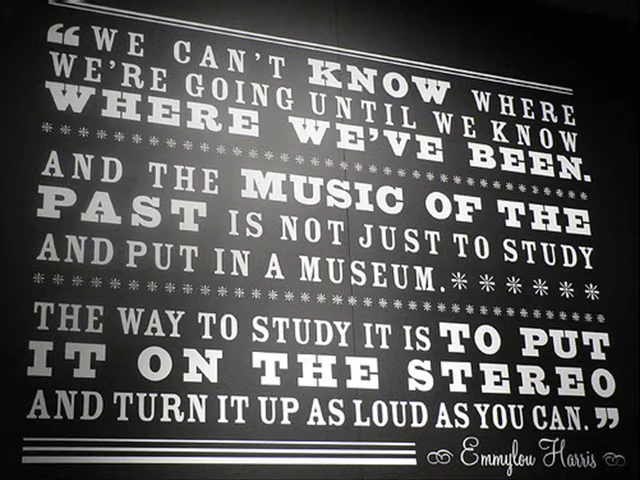 “WE CAN'T KNOW WHERE
WE'RE GOING UNTIL WE KNOW
WHERE WE'VE BEEN.
AND THE MUSIC OF THE
PAST IS NOT JUST TO STUDY
AND PUT IN A MUSEUM.
THE WAY TO STUDY IT IS TO PUT
IT ON THE STEREO
AND TURN IT UP AS LOUD AS YOU CAN.”
Emmylou Harris